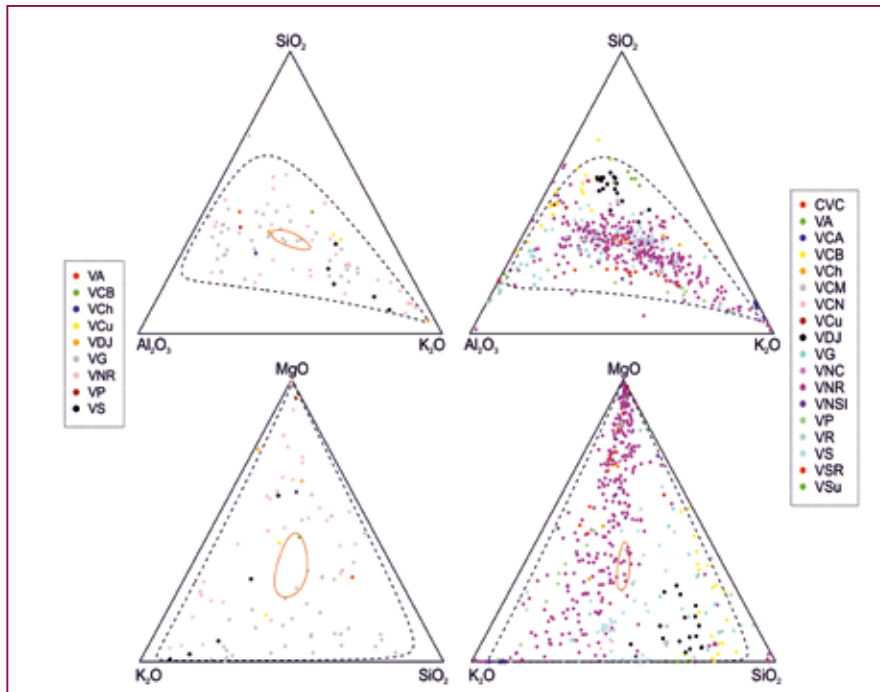 SiO₂
SiO₂
Al₂O₃
K₂O
Al₂O₃
K₂O
MgO
MgO
K₂O
SiO₂
K₂O
SiO₂
VA
VCB
VCh
VCu
VDJ
VG
VNR
VP
VS
CVC
VA
VCA
VCB
VCh
VCM
VCN
VCu
VDJ
VG
VNC
VNR
VNSI
VP
VR
VS
VSR
VSu